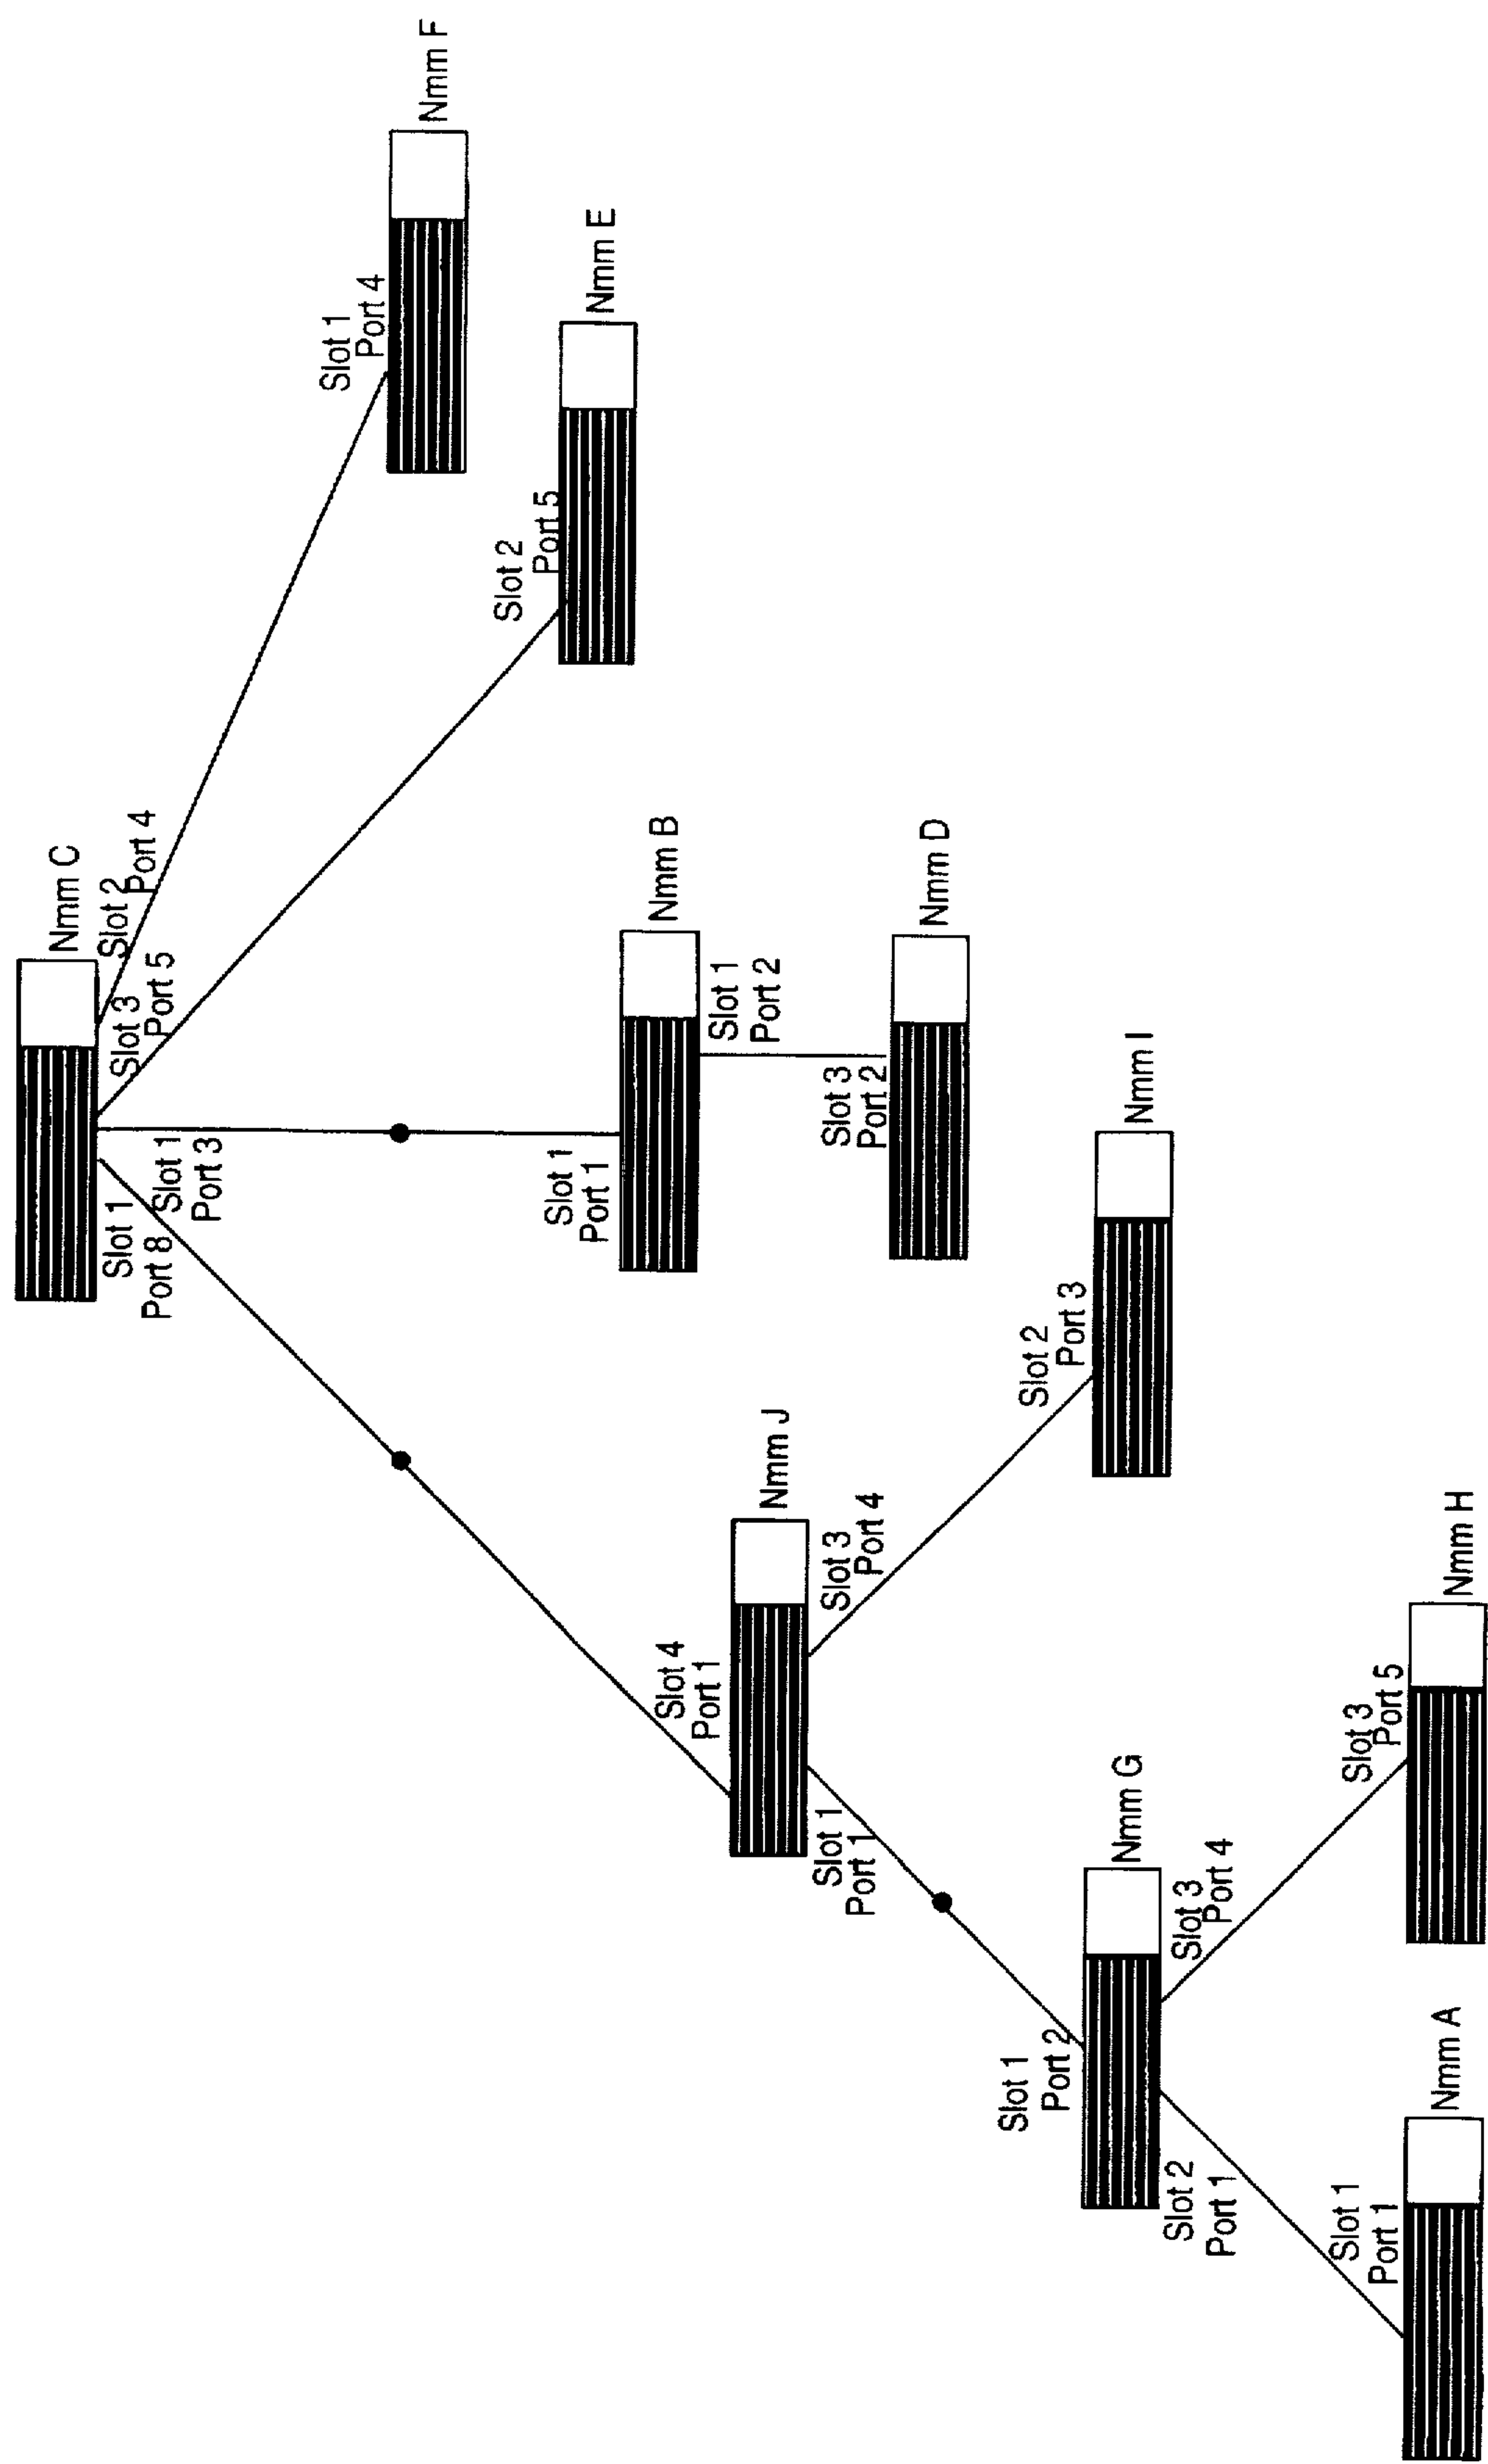 Nmm C
Slot 1
Port 8
Slot 1
Port 3
Slot 3
Port 5
Slot 2
Port 4
Slot 1
Port 4
Nmm F
Slot 2
Port 5
Nmm E
Slot 1
Port 1
Nmm B
Slot 1
Port 2
Slot 3
Port 2
Nmm D
Slot 4
Port 1
Nmm J
Slot 1
Port 1
Slot 3
Port 4
Slot 2
Port 3
Nmm I
Slot 1
Port 2
Nmm G
Slot 2
Port 1
Slot 3
Port 4
Slot 1
Port 1
Nmm A
Slot 3
Port 5
Nmm H